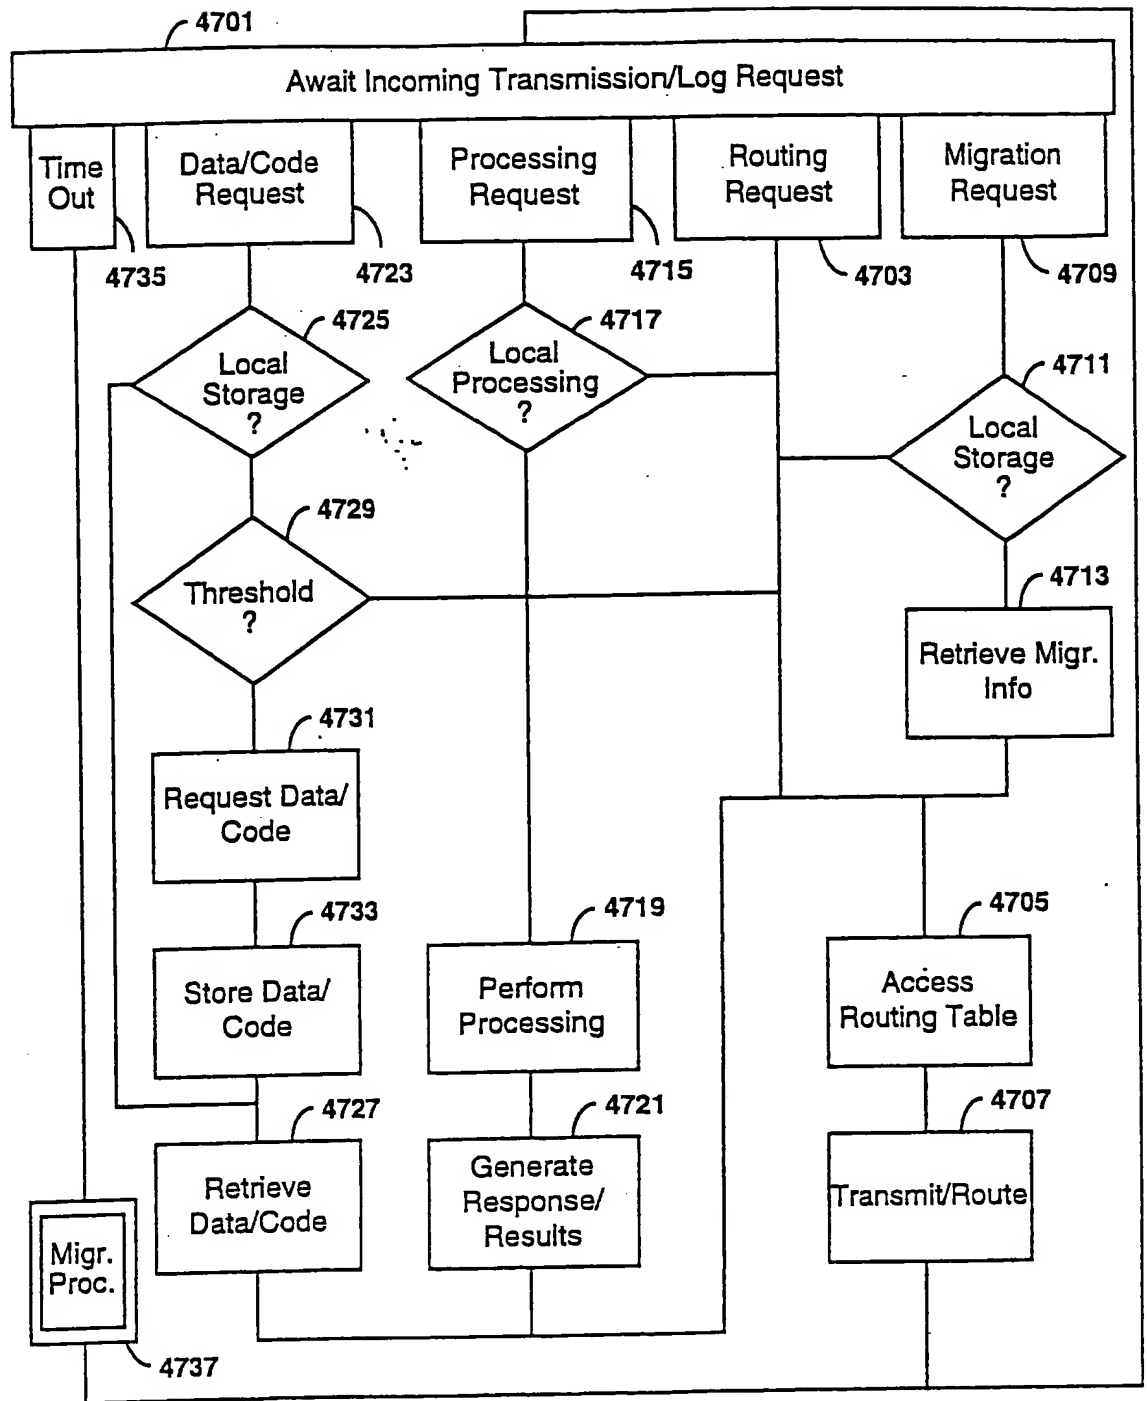 4701
Await Incoming Transmission/Log Request
Time
Out
Data/Code
Request
Processing
Request
Routing
Request
Migration
Request
4735
4723
4715
4703
4709
4725
Local
Storage
?
4717
Local
Processing
?
4711
Local
Storage
?
4729
Threshold
?
4713
Retrieve Migr.
Info
4731
Request Data/
Code
4733
Store Data/
Code
4719
Perform
Processing
4705
Access
Routing Table
4727
Retrieve
Data/Code
4721
Generate
Response/
Results
4707
Transmit/Route
Migr.
Proc.
4737